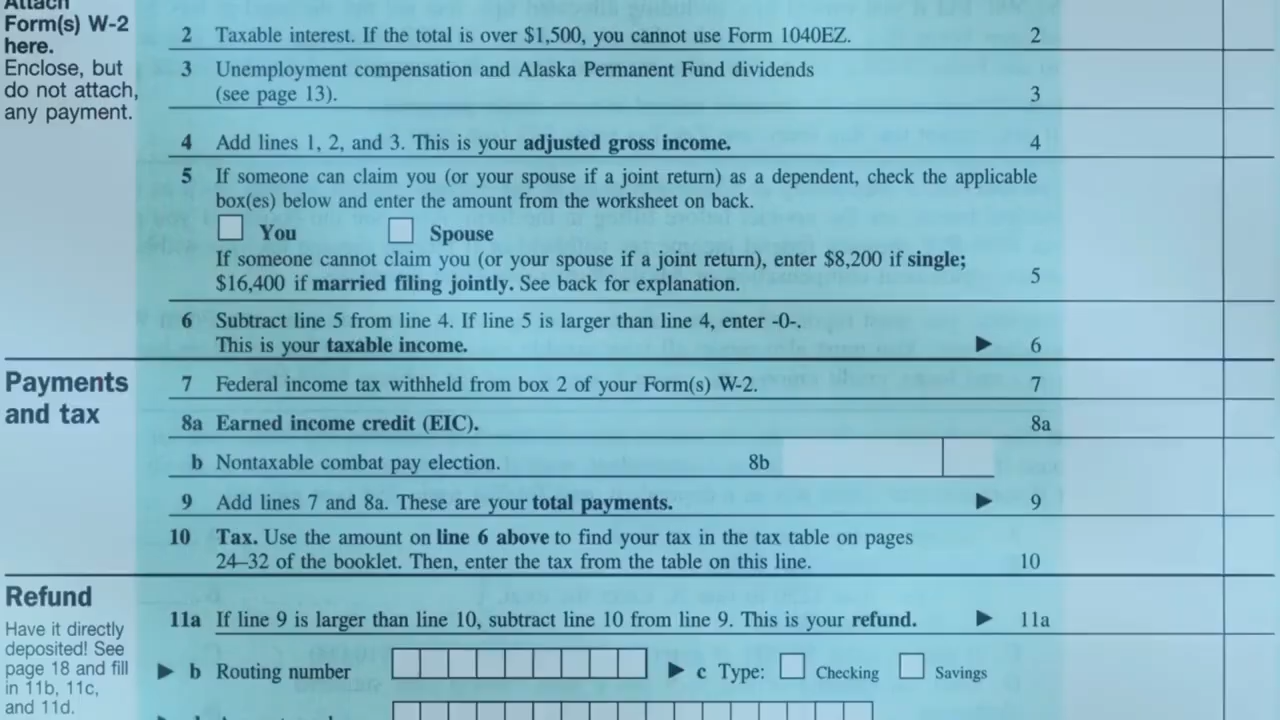 Attach
Form(s) W-2
here.
Enclose, but
do not attach,
any payment.
2 Taxable interest. If the total is over $1,500, you cannot use Form 1040EZ. 2
3 Unemployment compensation and Alaska Permanent Fund dividends
(see page 13). 3
4 Add lines 1, 2, and 3. This is your adjusted gross income. 4
5 If someone can claim you (or your spouse if a joint return) as a dependent, check the applicable
box(es) below and enter the amount from the worksheet on back.
You Spouse
If someone cannot claim you (or your spouse if a joint return), enter $8,200 if single;
$16,400 if married filing jointly. See back for explanation. 5
6 Subtract line 5 from line 4. If line 5 is larger than line 4, enter -0-.
This is your taxable income. 6
Payments
and tax
7 Federal income tax withheld from box 2 of your Form(s) W-2. 7
8a Earned income credit (EIC). 8a
b Nontaxable combat pay election. 8b
9 Add lines 7 and 8a. These are your total payments. 9
10 Tax. Use the amount on line 6 above to find your tax in the tax table on pages
24–32 of the booklet. Then, enter the tax from the table on this line. 10
Refund
Have it directly
deposited! See
page 18 and fill
in 11b, 11c,
and 11d.
11a If line 9 is larger than line 10, subtract line 10 from line 9. This is your refund. 11a
b Routing number c Type: Checking Savings